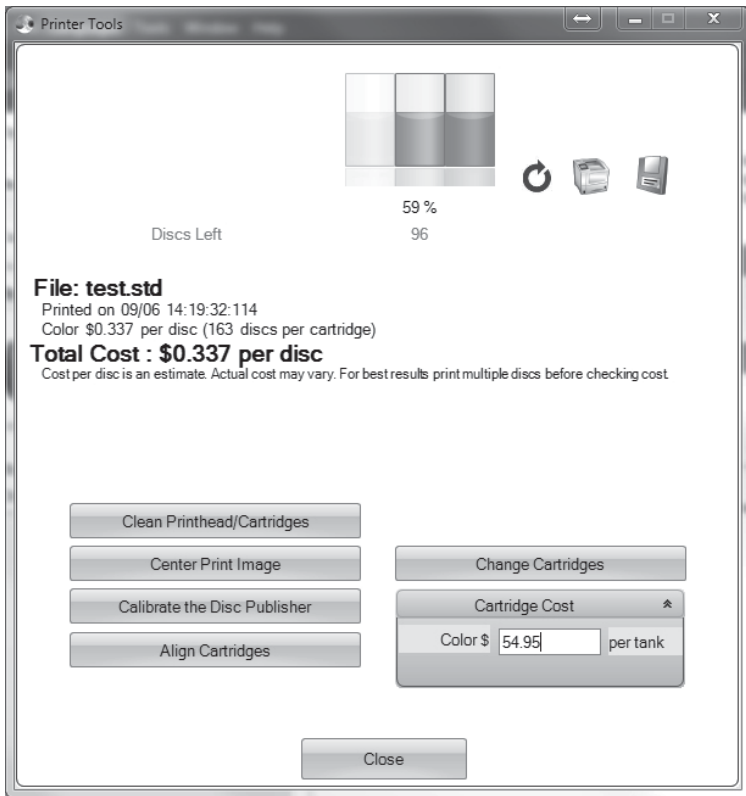 Printer Tools
59 %
Discs Left 96
File: test.std
Printed on 09/06 14:19:32:114
Color $0.337 per disc (163 discs per cartridge)
Total Cost : $0.337 per disc
Cost per disc is an estimate. Actual cost may vary. For best results print multiple discs before checking cost.
Clean Printhead/Cartridges
Center Print Image Change Cartridges
Calibrate the Disc Publisher Cartridge Cost
Align Cartridges Color $ 54.95 per tank
Close